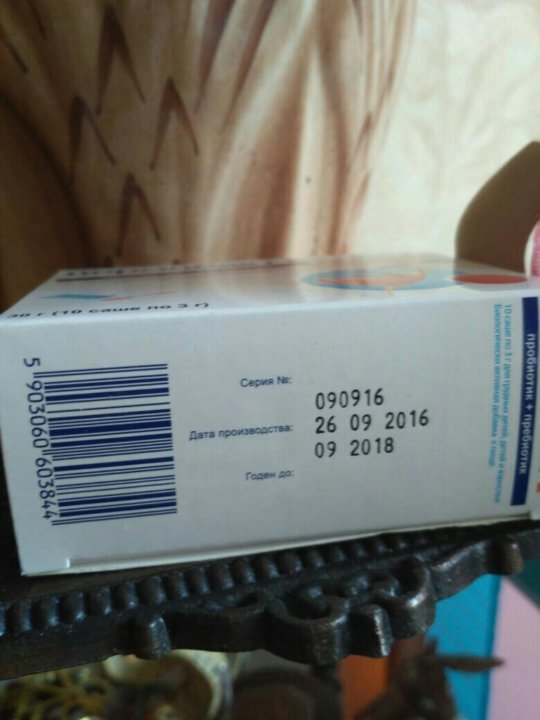 30 г (10 саше по 3 г)
Серия №:
090916
Дата производства:
26 09 2016
Годен до:
09 2018
5 903060 603844
пробиотик + пребиотик
10 саше по 3 г для грудных детей, детей и взрослых
Биологически активная добавка к пище.